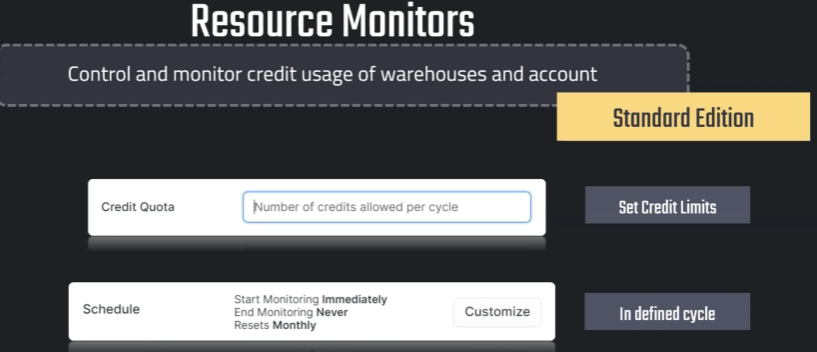 Resource Monitors
Control and monitor credit usage of warehouses and account
Standard Edition
Credit Quota
Number of credits allowed per cycle
Set Credit Limits
Schedule
Start Monitoring Immediately
End Monitoring Never
Resets Monthly
Customize
In defined cycle